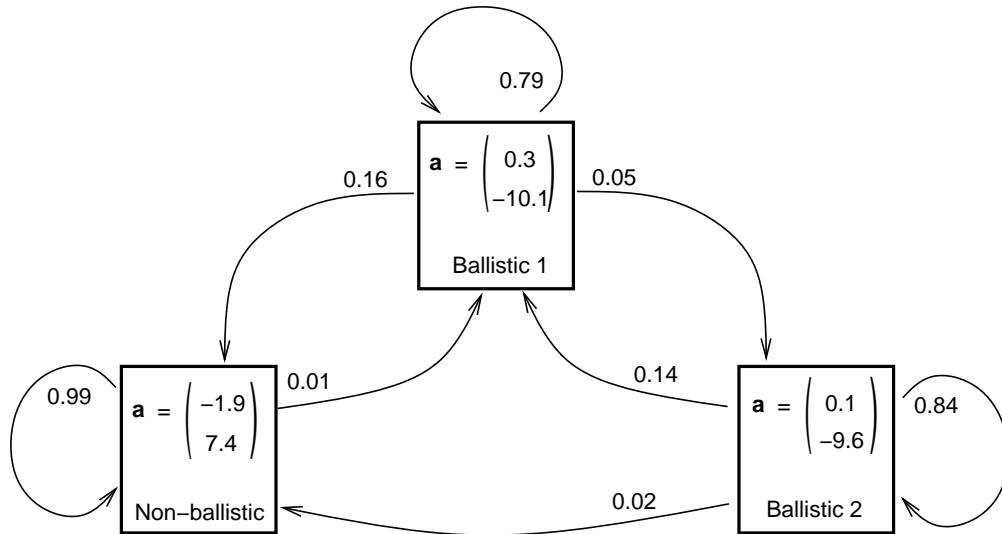 0.79
a = ( 0.3
−10.1 )
0.16
0.05
Ballistic 1
0.99
0.01
0.14
0.84
a = ( −1.9
7.4 )
a = ( 0.1
−9.6 )
Non−ballistic
0.02
Ballistic 2